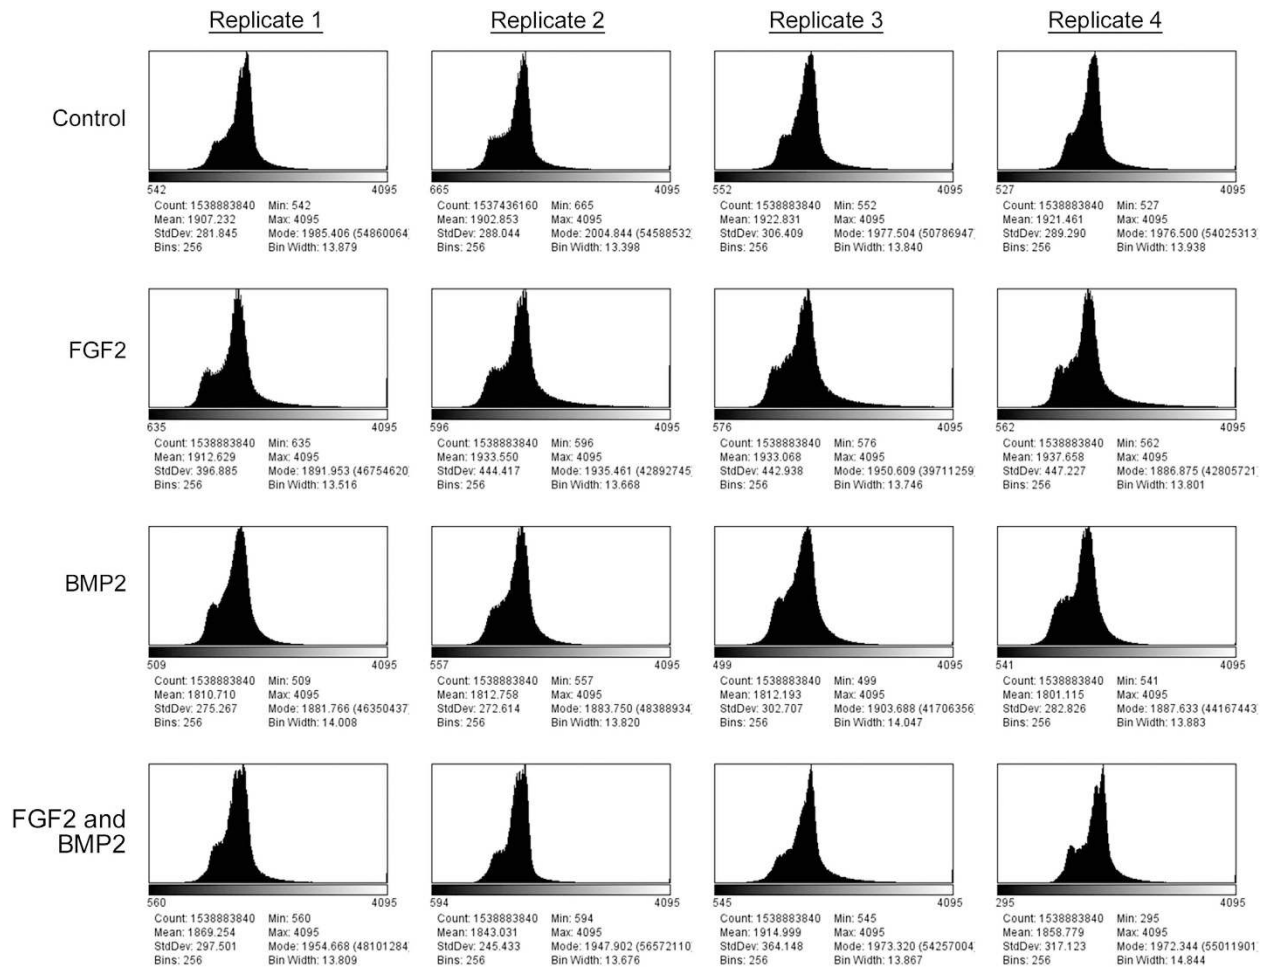 Replicate 1 Replicate 2 Replicate 3 Replicate 4
Control
542 4095 665 4095 552 4095 527 4095
Count: 1538883840 Min: 542 Count: 1537436160 Min: 665 Count: 1538883840 Min: 552 Count: 1538883840 Min: 527
Mean: 1907.232 Max: 4095 Mean: 1902.853 Max: 4095 Mean: 1922.831 Max: 4095 Mean: 1921.461 Max: 4095
StdDev: 281.845 Mode: 1985.406 (54860064) StdDev: 288.044 Mode: 2004.844 (54588532) StdDev: 306.409 Mode: 1977.504 (50786947) StdDev: 289.290 Mode: 1976.500 (54025313)
Bins: 256 Bin Width: 13.879 Bins: 256 Bin Width: 13.398 Bins: 256 Bin Width: 13.840 Bins: 256 Bin Width: 13.938
FGF2
635 4095 596 4095 576 4095 562 4095
Count: 1538883840 Min: 635 Count: 1538883840 Min: 596 Count: 1538883840 Min: 576 Count: 1538883840 Min: 562
Mean: 1912.629 Max: 4095 Mean: 1933.550 Max: 4095 Mean: 1933.068 Max: 4095 Mean: 1937.658 Max: 4095
StdDev: 396.885 Mode: 1891.953 (46754620) StdDev: 444.417 Mode: 1935.461 (42892745) StdDev: 442.938 Mode: 1950.609 (39711259) StdDev: 447.227 Mode: 1886.875 (42805721)
Bins: 256 Bin Width: 13.516 Bins: 256 Bin Width: 13.668 Bins: 256 Bin Width: 13.746 Bins: 256 Bin Width: 13.801
BMP2
509 4095 557 4095 499 4095 541 4095
Count: 1538883840 Min: 509 Count: 1538883840 Min: 557 Count: 1538883840 Min: 499 Count: 1538883840 Min: 541
Mean: 1810.710 Max: 4095 Mean: 1812.758 Max: 4095 Mean: 1812.193 Max: 4095 Mean: 1801.115 Max: 4095
StdDev: 275.267 Mode: 1881.766 (46350437) StdDev: 272.614 Mode: 1883.750 (48388934) StdDev: 302.707 Mode: 1903.688 (41706356) StdDev: 282.826 Mode: 1887.633 (44167443)
Bins: 256 Bin Width: 14.008 Bins: 256 Bin Width: 13.820 Bins: 256 Bin Width: 14.047 Bins: 256 Bin Width: 13.883
FGF2 and
BMP2
560 4095 594 4095 545 4095 295 4095
Count: 1538883840 Min: 560 Count: 1538883840 Min: 594 Count: 1538883840 Min: 545 Count: 1538883840 Min: 295
Mean: 1869.254 Max: 4095 Mean: 1843.031 Max: 4095 Mean: 1914.999 Max: 4095 Mean: 1858.779 Max: 4095
StdDev: 297.501 Mode: 1954.668 (48101284) StdDev: 245.433 Mode: 1947.902 (56572110) StdDev: 364.148 Mode: 1973.320 (54257004) StdDev: 317.123 Mode: 1972.344 (55011901)
Bins: 256 Bin Width: 13.809 Bins: 256 Bin Width: 13.676 Bins: 256 Bin Width: 13.867 Bins: 256 Bin Width: 14.844